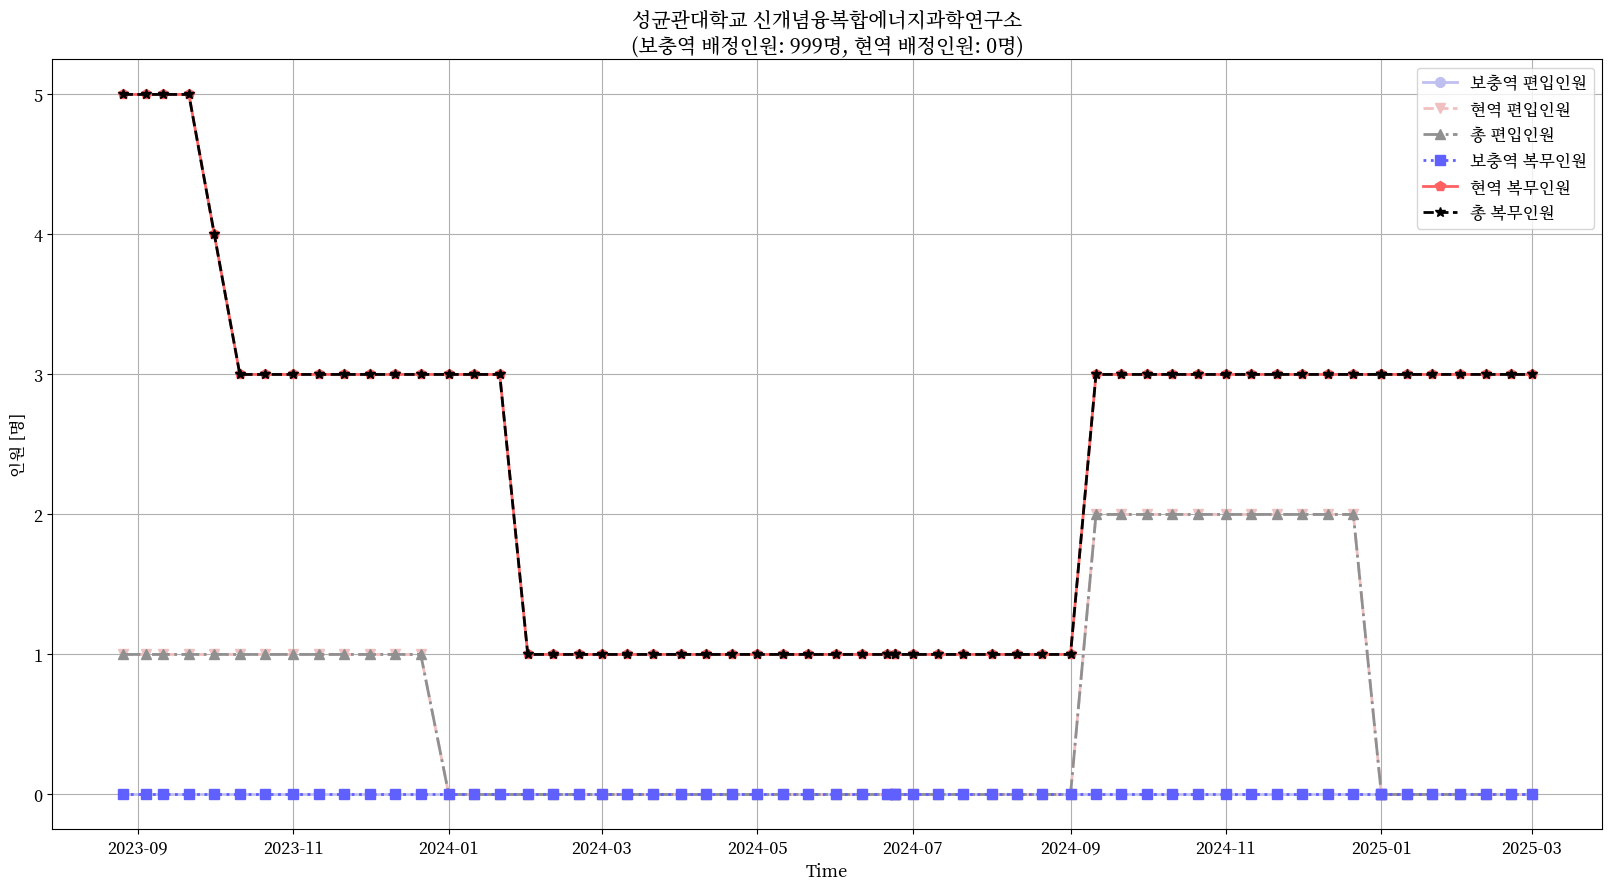 성균관대학교 신개념융복합에너지과학연구소
(보충역 배정인원: 999명, 현역 배정인원: 0명)
보충역 편입인원
현역 편입인원
총 편입인원
보충역 복무인원
현역 복무인원
총 복무인원
인원 [명]
5
4
3
2
1
0
2023-09
2023-11
2024-01
2024-03
2024-05
2024-07
2024-09
2024-11
2025-01
2025-03
Time